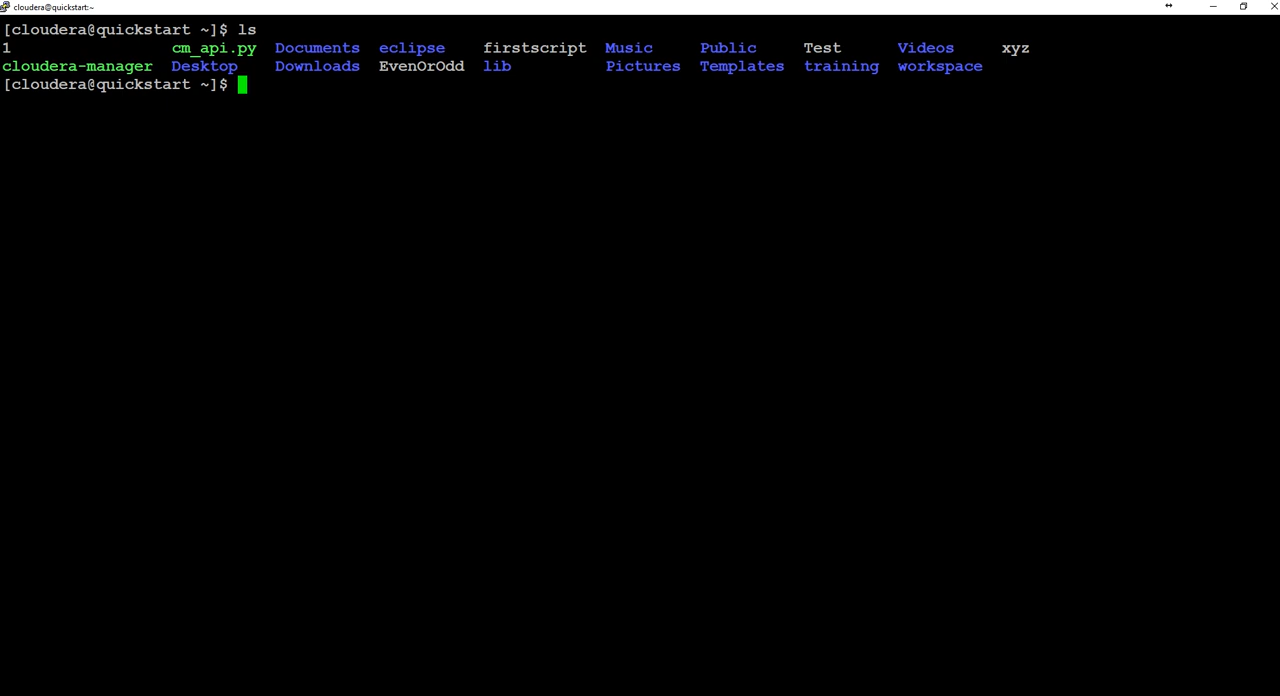 cloudera@quickstart:~
[cloudera@quickstart ~]$ ls
1 cm_api.py Documents eclipse firstscript Music Public Test Videos xyz
cloudera-manager Desktop Downloads EvenOrOdd lib Pictures Templates training workspace
[cloudera@quickstart ~]$